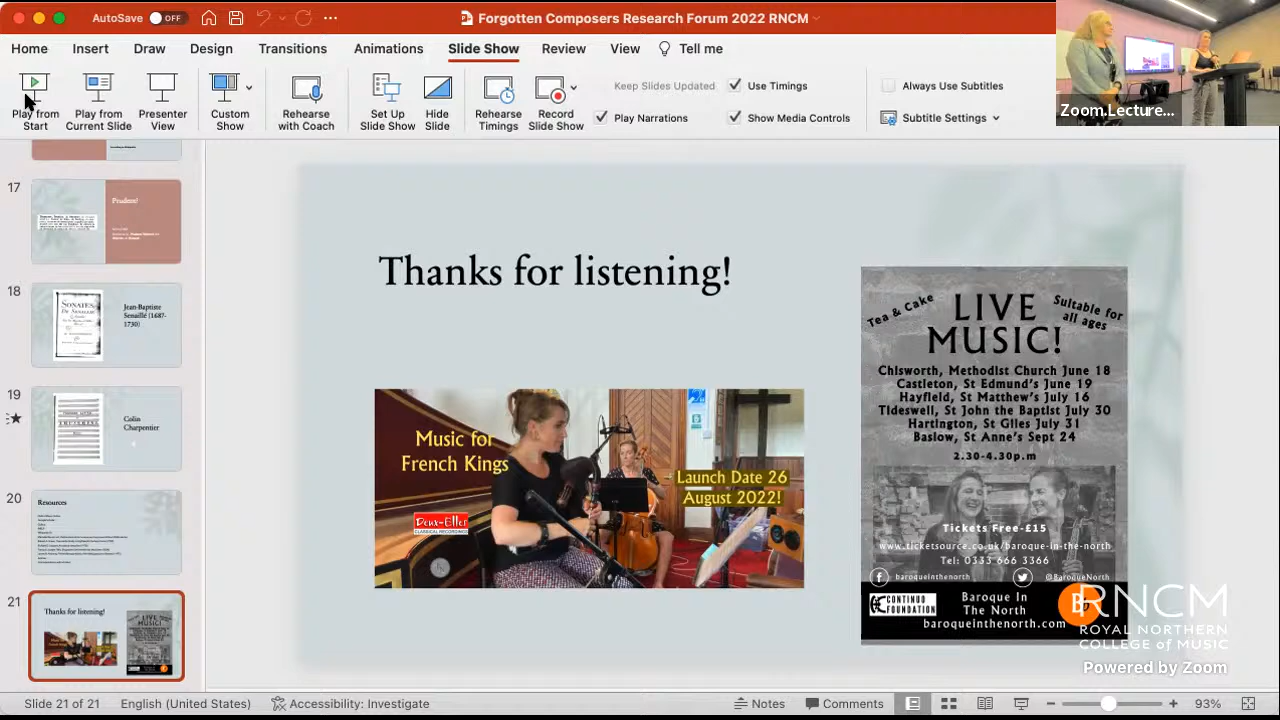 AutoSave OFF
Forgotten Composers Research Forum 2022 RNCM
Home Insert Draw Design Transitions Animations Slide Show Review View Tell me
Play from Start
Play from Current Slide
Presenter View
Custom Show
Rehearse with Coach
Set Up Slide Show
Hide Slide
Rehearse Timings
Record Slide Show
Keep Slides Updated
Use Timings
Play Narrations
Show Media Controls
Always Use Subtitles
Subtitle Settings
Zoom.Lecture...
17
18
Jean-Baptiste
Senaillé (1687-
1730)
19
Colin
Charpentier
20
Resources
21
Thanks for listening!
Thanks for listening!
Music for
French Kings
Launch Date 26
August 2022!
Deux-Elles
CLASSICAL RECORDINGS
Tea & Cake
LIVE
MUSIC!
Suitable for
all ages
Chisworth, Methodist Church June 18
Castleton, St Edmund's June 19
Hayfield, St Matthew's July 16
Tideswell, St John the Baptist July 30
Hartington, St Giles July 31
Baslow, St Anne's Sept 24
2.30-4.30p.m
Tickets Free-£15
www.ticketsource.co.uk/baroque-in-the-north
Tel: 0333 666 3366
baroqueinthenorth
@BaroqueNorth
CONTINUO
FOUNDATION
Baroque In
The North
baroqueinthenorth.com
RNCM
ROYAL NORTHERN
COLLEGE of MUSIC
Powered by Zoom
Slide 21 of 21 English (United States) Accessibility: Investigate
Notes Comments 93%